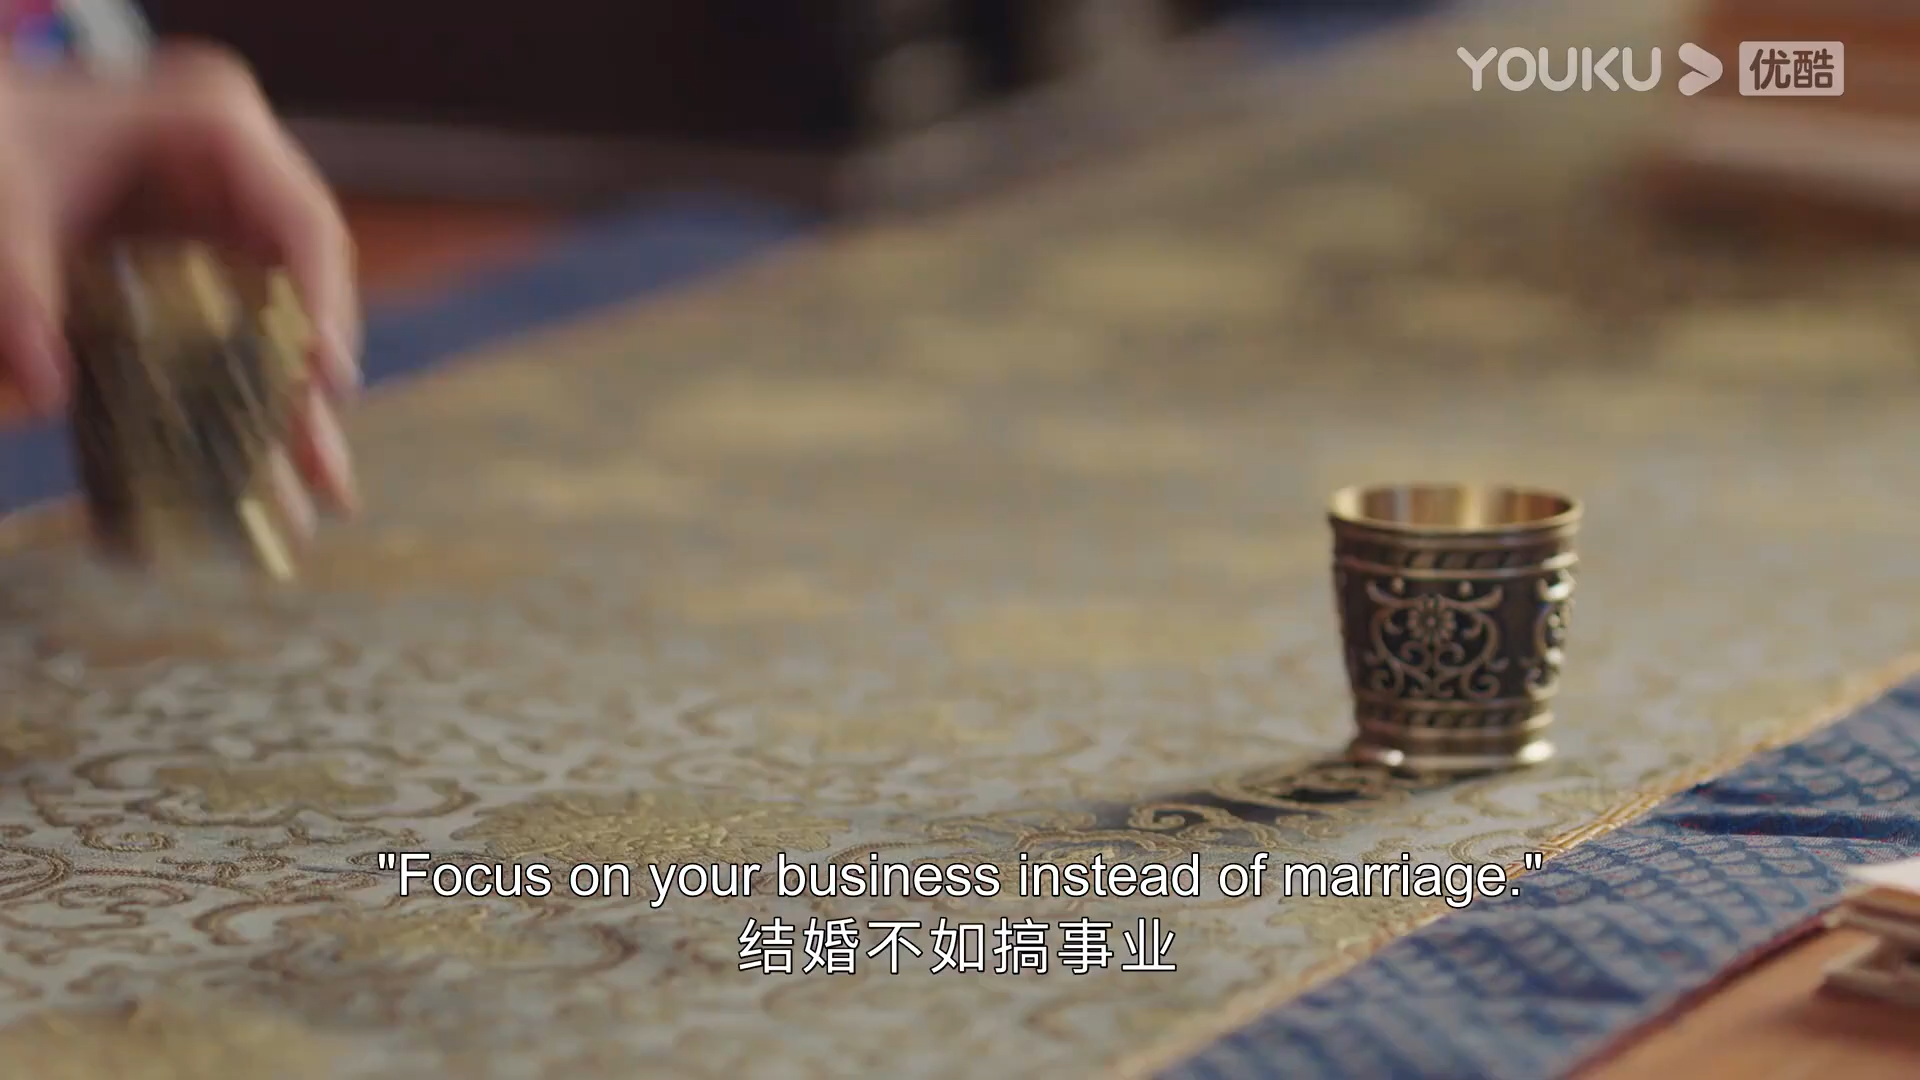 YOUKU 优酷
"Focus on your business instead of marriage."
结婚不如搞事业